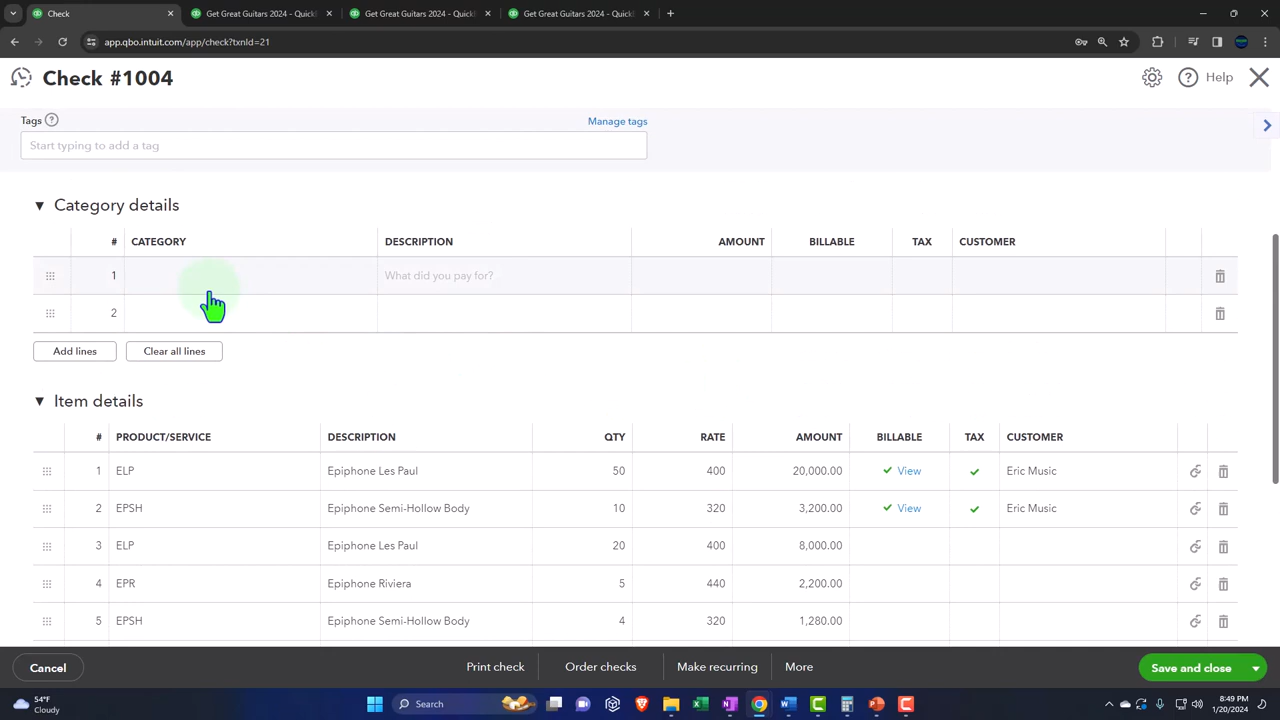 Check
Get Great Guitars 2024 - Quick
Get Great Guitars 2024 - Quick
Get Great Guitars 2024 - Quick
app.qbo.intuit.com/app/check?txnId=21
Check #1004
Help
Tags
Manage tags
Start typing to add a tag
Category details
# CATEGORY DESCRIPTION AMOUNT BILLABLE TAX CUSTOMER
1 What did you pay for?
2
Add lines Clear all lines
Item details
# PRODUCT/SERVICE DESCRIPTION QTY RATE AMOUNT BILLABLE TAX CUSTOMER
1 ELP Epiphone Les Paul 50 400 20,000.00 View Eric Music
2 EPSH Epiphone Semi-Hollow Body 10 320 3,200.00 View Eric Music
3 ELP Epiphone Les Paul 20 400 8,000.00
4 EPR Epiphone Riviera 5 440 2,200.00
5 EPSH Epiphone Semi-Hollow Body 4 320 1,280.00
Cancel Print check Order checks Make recurring More Save and close
54°F
Cloudy
Search
8:49 PM
1/20/2024